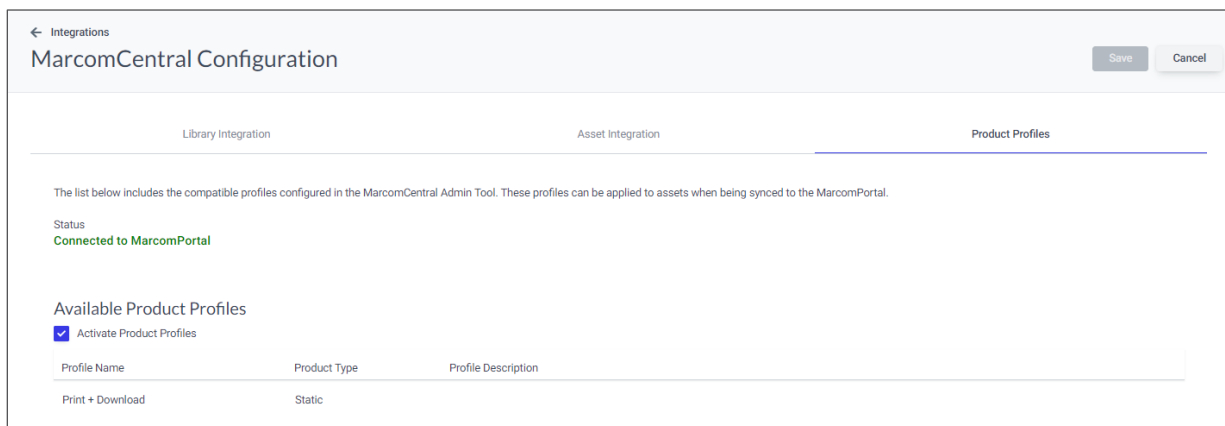 Integrations
MarcomCentral Configuration
Save
Cancel
Library Integration
Asset Integration
Product Profiles
The list below includes the compatible profiles configured in the MarcomCentral Admin Tool. These profiles can be applied to assets when being synced to the MarcomPortal.
Status
Connected to MarcomPortal
Available Product Profiles
Activate Product Profiles
Profile Name Product Type Profile Description
Print + Download Static